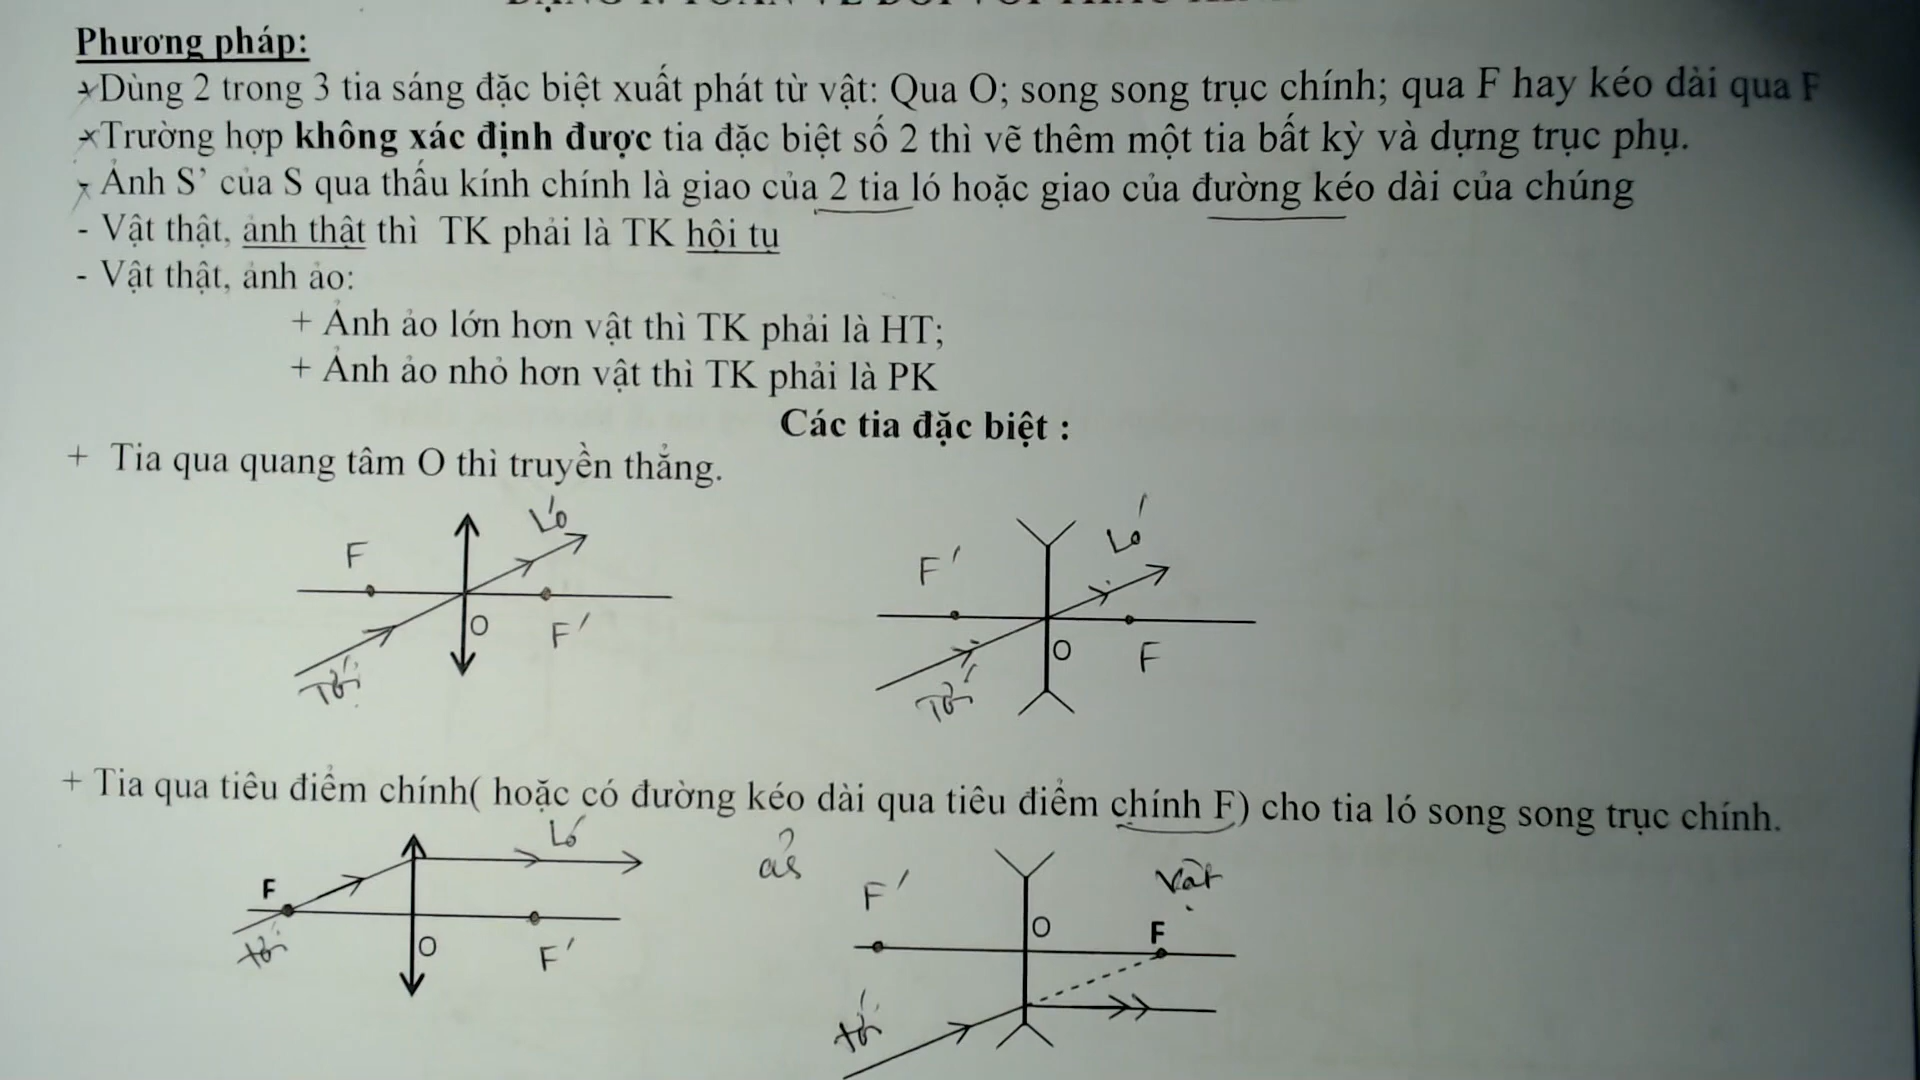 Phương pháp:
Dùng 2 trong 3 tia sáng đặc biệt xuất phát từ vật: Qua O; song song trục chính; qua F hay kéo dài qua F
Trường hợp không xác định được tia đặc biệt số 2 thì vẽ thêm một tia bất kỳ và dựng trục phụ.
Ảnh S’ của S qua thấu kính chính là giao của 2 tia ló hoặc giao của đường kéo dài của chúng
- Vật thật, ảnh thật thì TK phải là TK hội tụ
- Vật thật, ảnh ảo:
+ Ảnh ảo lớn hơn vật thì TK phải là HT;
+ Ảnh ảo nhỏ hơn vật thì TK phải là PK
Các tia đặc biệt :
+ Tia qua quang tâm O thì truyền thẳng.
F Ló
O F'
Tới
F' Ló
O F
Tới
+ Tia qua tiêu điểm chính( hoặc có đường kéo dài qua tiêu điểm chính F) cho tia ló song song trục chính.
Ló
F
tới O F'
ảo F' vật
O F
tới